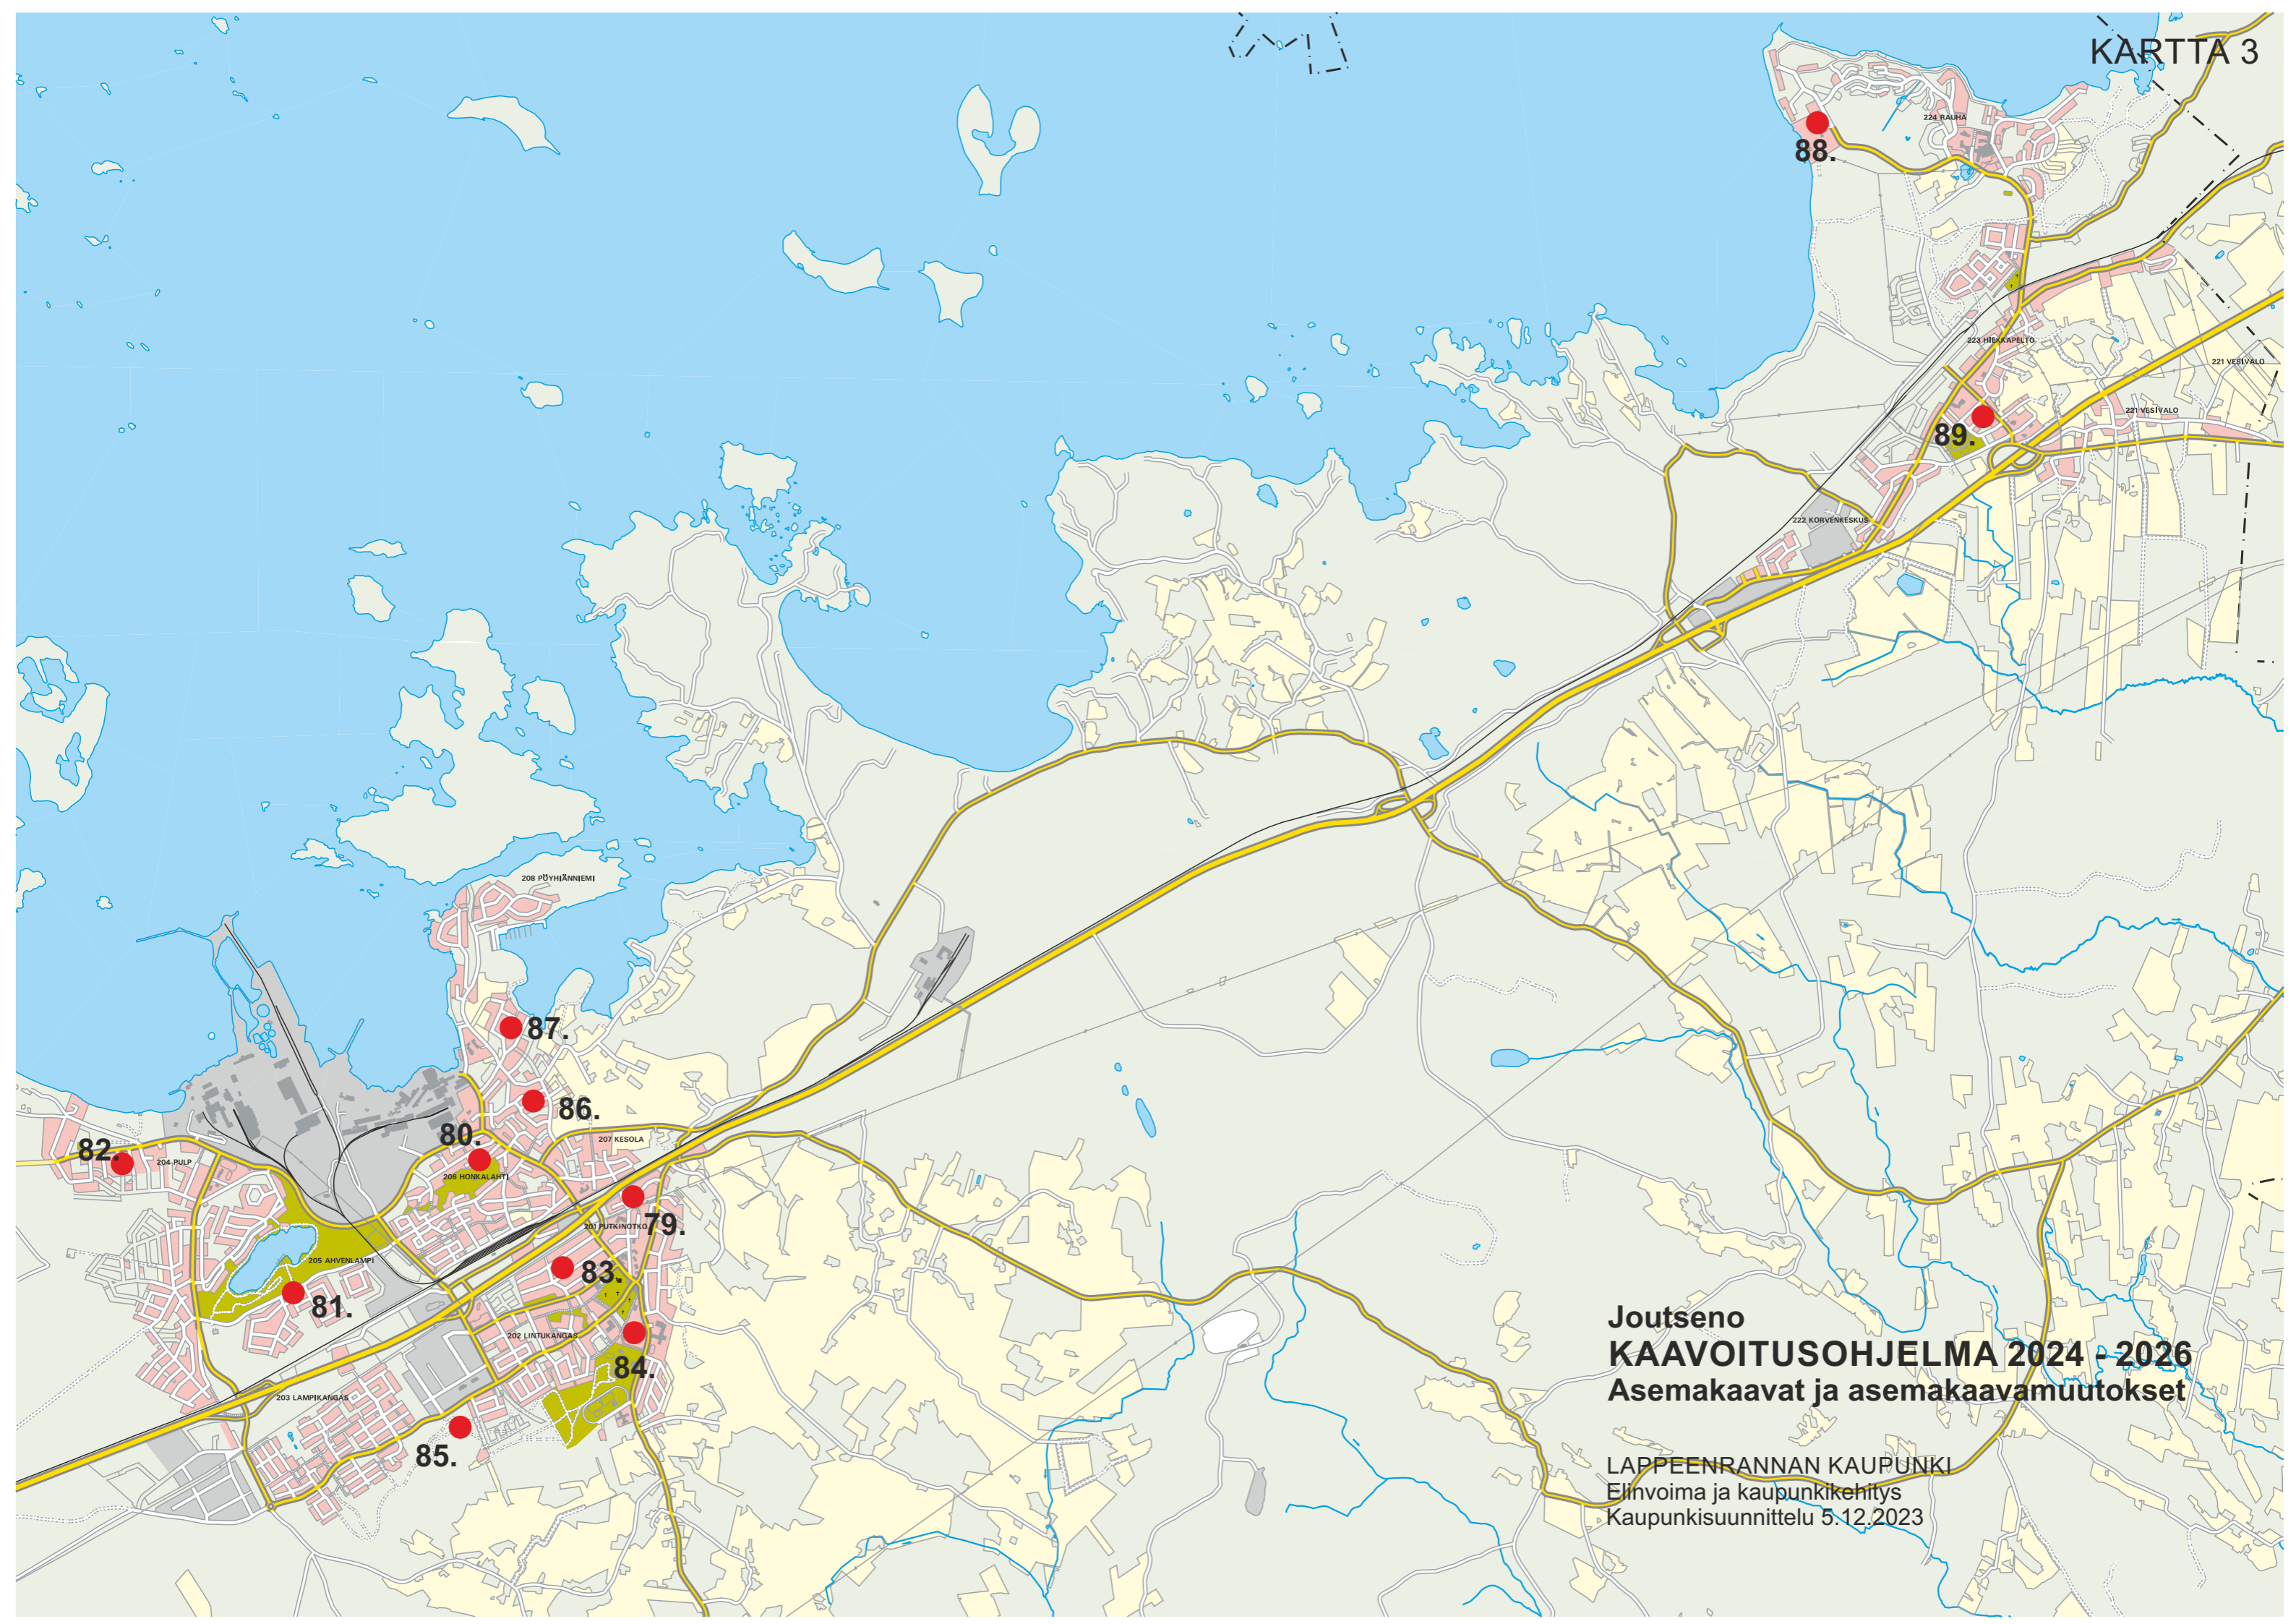 KARTTA 3
224 RAUHA
88.
223 HIEKKAPELTO
221 VESIVALO
221 VESIVALO
89.
222 KORVENKESKUS
208 PÖYHIÄNNIEMI
87.
86.
80.
207 KESOLA
82.
204 PULP
206 HONKALAHTI
79.
201 PUTKINOTKO
205 AHVENLAMPI
83.
81.
202 LINTUKANGAS
84.
203 LAMPIKANGAS
85.
Joutseno
KAAVOITUSOHJELMA 2024 - 2026
Asemakaavat ja asemakaavamuutokset
LAPPEENRANNAN KAUPUNKI
Elinvoima ja kaupunkikehitys
Kaupunkisuunnittelu 5.12.2023